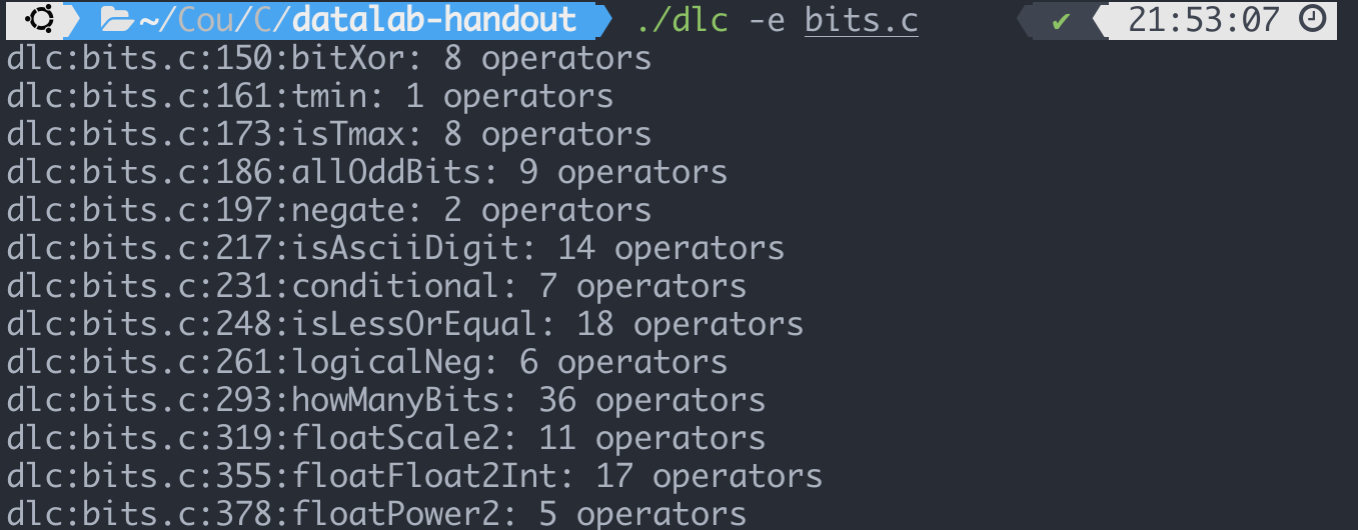 ~/Cou/C/datalab-handout ./dlc -e bits.c ✔ 21:53:07
dlc:bits.c:150:bitXor: 8 operators
dlc:bits.c:161:tmin: 1 operators
dlc:bits.c:173:isTmax: 8 operators
dlc:bits.c:186:allOddBits: 9 operators
dlc:bits.c:197:negate: 2 operators
dlc:bits.c:217:isAsciiDigit: 14 operators
dlc:bits.c:231:conditional: 7 operators
dlc:bits.c:248:isLessOrEqual: 18 operators
dlc:bits.c:261:logicalNeg: 6 operators
dlc:bits.c:293:howManyBits: 36 operators
dlc:bits.c:319:floatScale2: 11 operators
dlc:bits.c:355:floatFloat2Int: 17 operators
dlc:bits.c:378:floatPower2: 5 operators